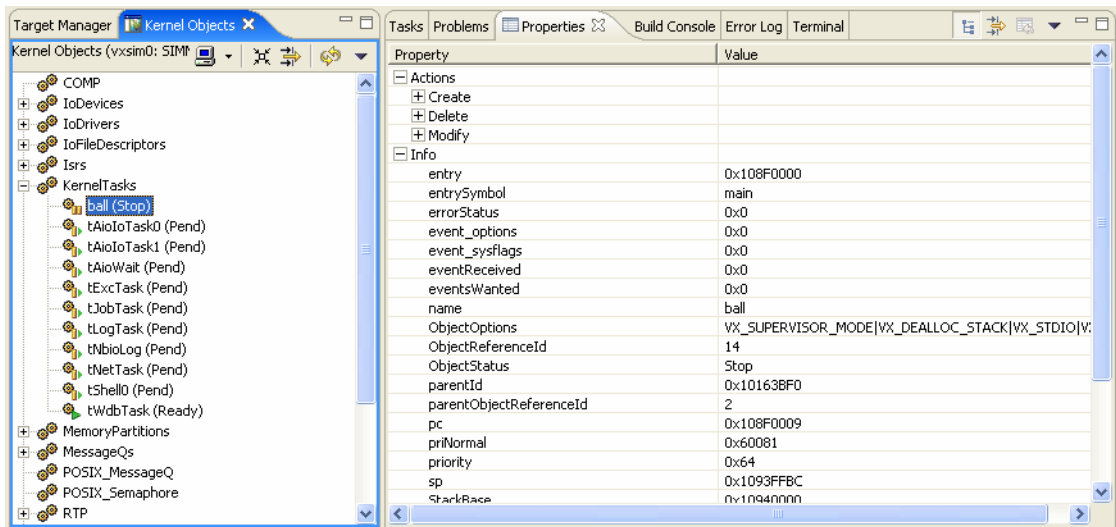 Target Manager Kernel Objects
Kernel Objects (vxsim0: SIMN
COMP
IoDevices
IoDrivers
IoFileDescriptors
Isrs
KernelTasks
ball (Stop)
tAioIoTask0 (Pend)
tAioIoTask1 (Pend)
tAioWait (Pend)
tExcTask (Pend)
tJobTask (Pend)
tLogTask (Pend)
tNbioLog (Pend)
tNetTask (Pend)
tShell0 (Pend)
tWdbTask (Ready)
MemoryPartitions
MessageQs
POSIX_MessageQ
POSIX_Semaphore
RTP
Tasks Problems Properties Build Console Error Log Terminal
Property Value
Actions
Create
Delete
Modify
Info
entry 0x108F0000
entrySymbol main
errorStatus 0x0
event_options 0x0
event_sysflags 0x0
eventReceived 0x0
eventsWanted 0x0
name ball
ObjectOptions VX_SUPERVISOR_MODE|VX_DEALLOC_STACK|VX_STDIO|V
ObjectReferenceId 14
ObjectStatus Stop
parentId 0x10163BF0
parentObjectReferenceId 2
pc 0x108F0009
priNormal 0x60081
priority 0x64
sp 0x1093FFBC
StackBase 0x10940000